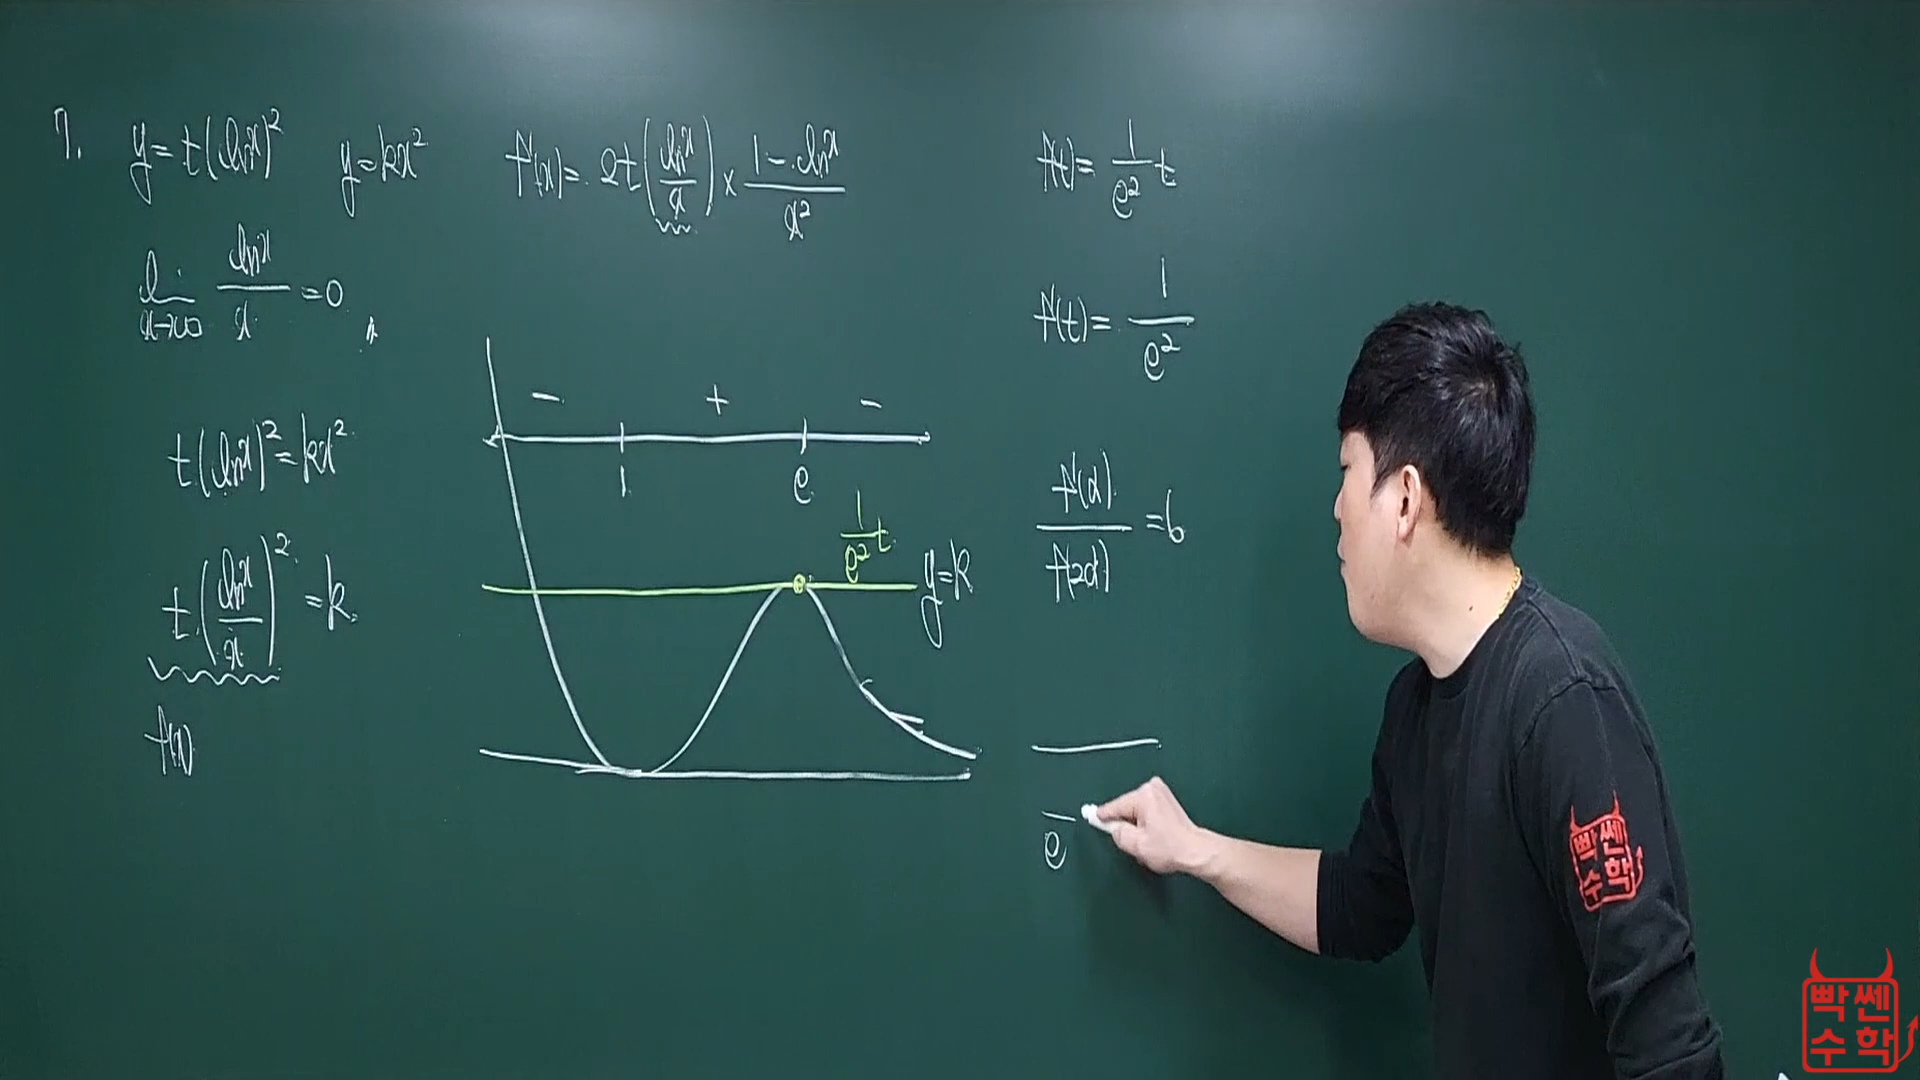 7. y=t(lnx)² y=kx² f'(x)= 2t(lnx/x)×(1-lnx)/x²
lim x→∞ lnx/x =0
t(lnx)²=kx²
t(lnx/x)²=k
f(x)
- + -
1 e
1/e² t
y=k
f(t)= 1/e² t
f'(t)= 1/e²
f'(α)/f(2α) =6
e
빡쎈
수학
빡쎈
수학